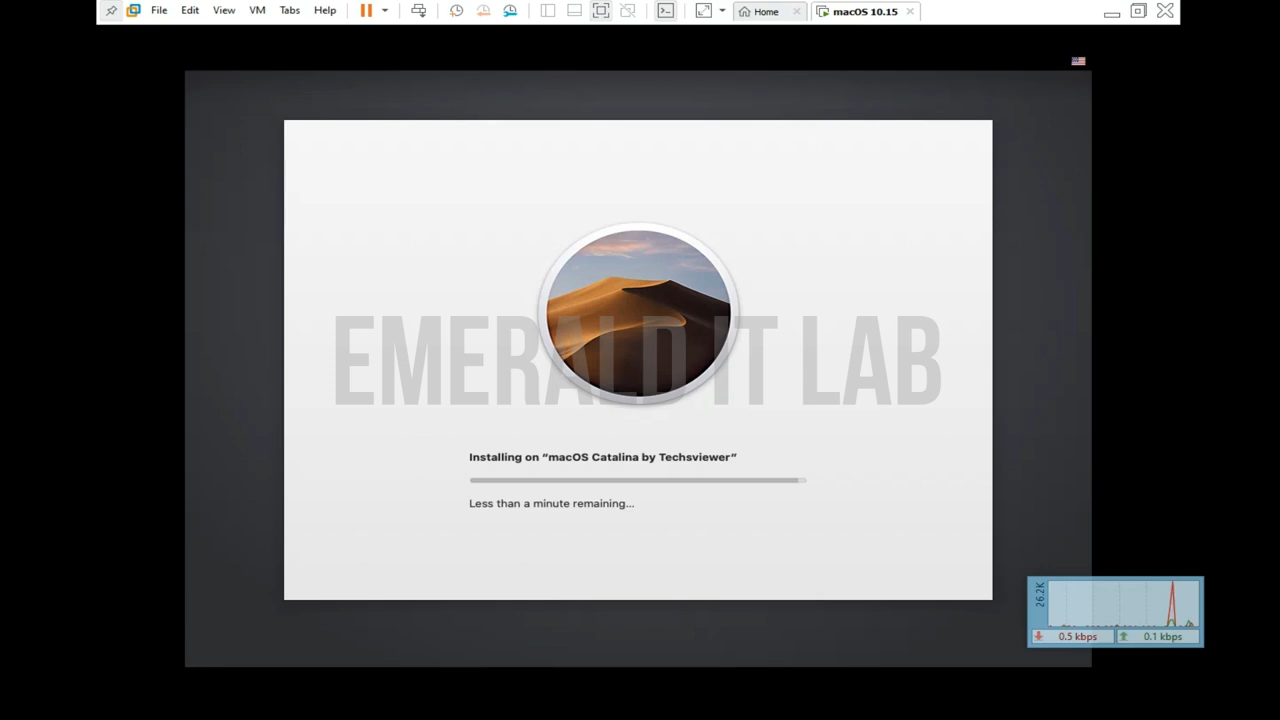 File Edit View VM Tabs Help Home macOS 10.15
EMERALD IT LAB
Installing on “macOS Catalina by Techsviewer”
Less than a minute remaining...
26.2K
0.5 kbps 0.1 kbps